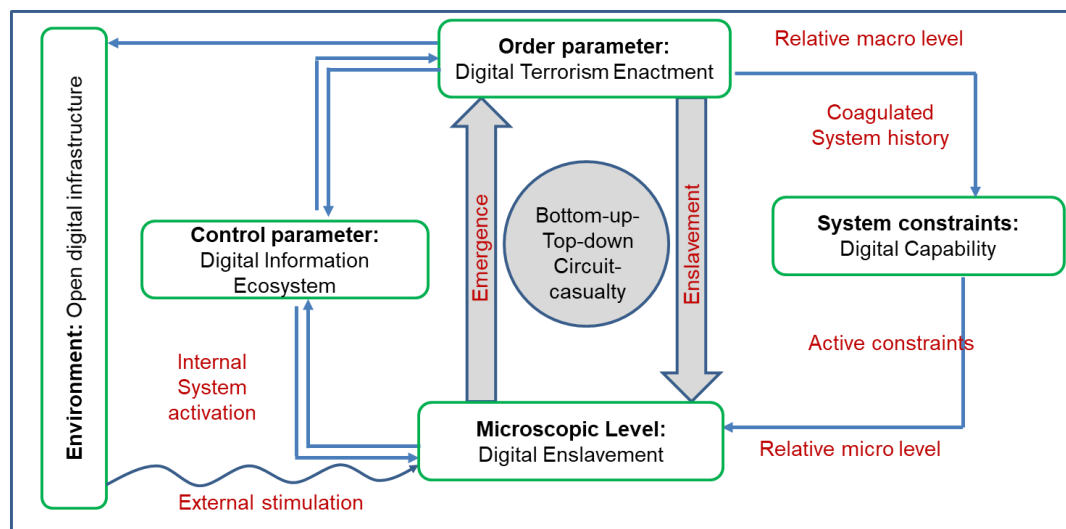 Environment: Open digital infrastructure
Order parameter:
Digital Terrorism Enactment
Relative macro level
Coagulated
System history
Control parameter:
Digital Information
Ecosystem
Emergence
Bottom-up-
Top-down
Circuit-
casualty
Enslavement
System constraints:
Digital Capability
Internal
System
activation
Active constraints
Microscopic Level:
Digital Enslavement
Relative micro level
External stimulation